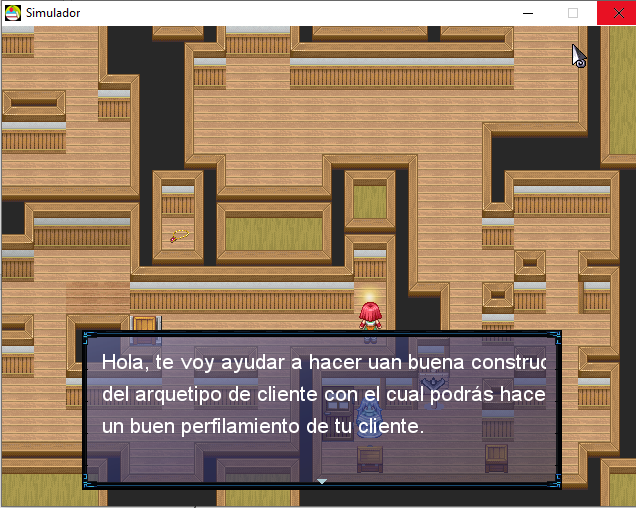 Simulador
Hola, te voy ayudar a hacer uan buena construc
del arquetipo de cliente con el cual podrás hace
un buen perfilamiento de tu cliente.